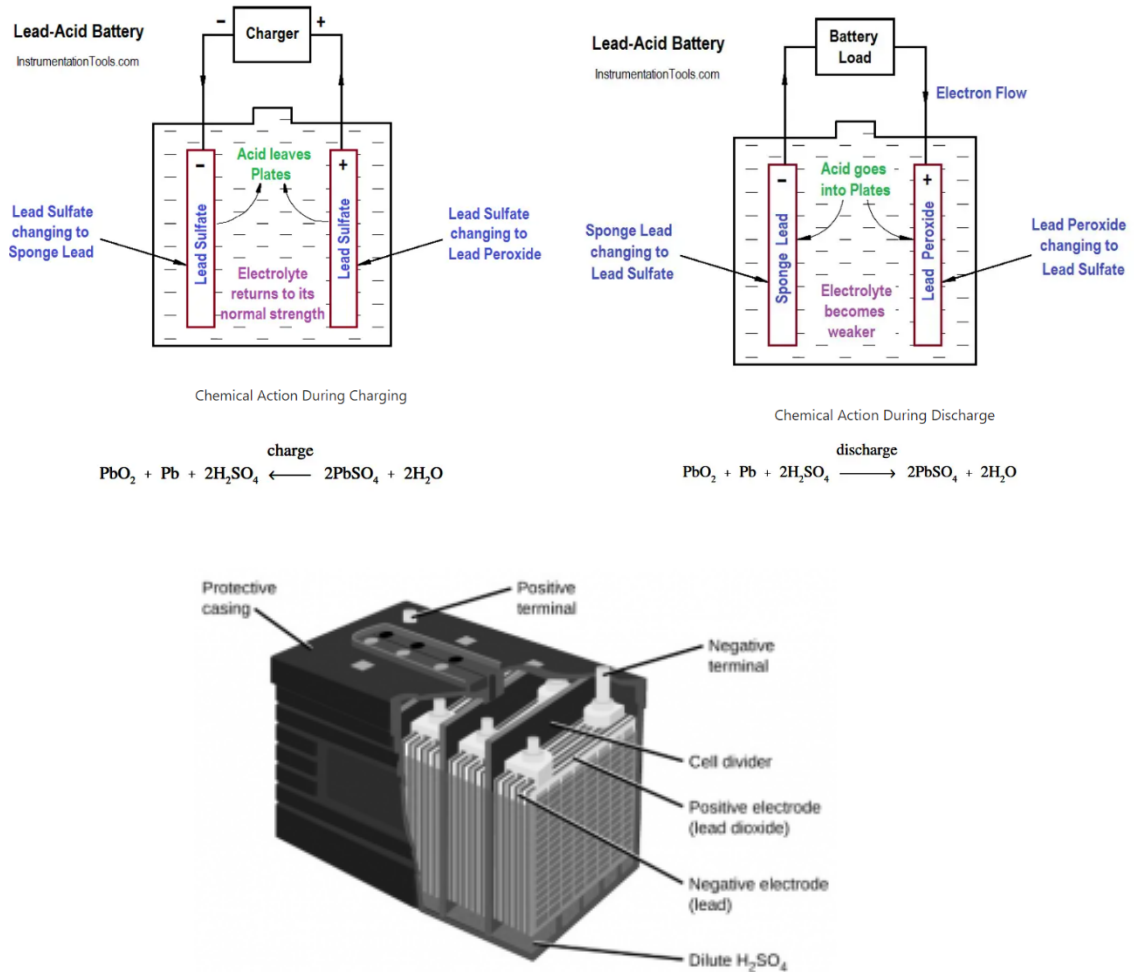 Lead-Acid Battery
InstrumentationTools.com
−
Charger
+
−
+
Acid leaves
Plates
Lead Sulfate
changing to
Sponge Lead
Lead Sulfate
Lead Sulfate
Lead Sulfate
changing to
Lead Peroxide
Electrolyte
returns to its
normal strength
Chemical Action During Charging
charge
PbO₂ + Pb + 2H₂SO₄ ⟵ 2PbSO₄ + 2H₂O
Lead-Acid Battery
InstrumentationTools.com
Battery
Load
Electron Flow
−
+
Acid goes
into Plates
Sponge Lead
changing to
Lead Sulfate
Sponge Lead
Lead Peroxide
Lead Peroxide
changing to
Lead Sulfate
Electrolyte
becomes
weaker
Chemical Action During Discharge
discharge
PbO₂ + Pb + 2H₂SO₄ ⟶ 2PbSO₄ + 2H₂O
Protective
casing
Positive
terminal
Negative
terminal
Cell divider
Positive electrode
(lead dioxide)
Negative electrode
(lead)
Dilute H₂SO₄